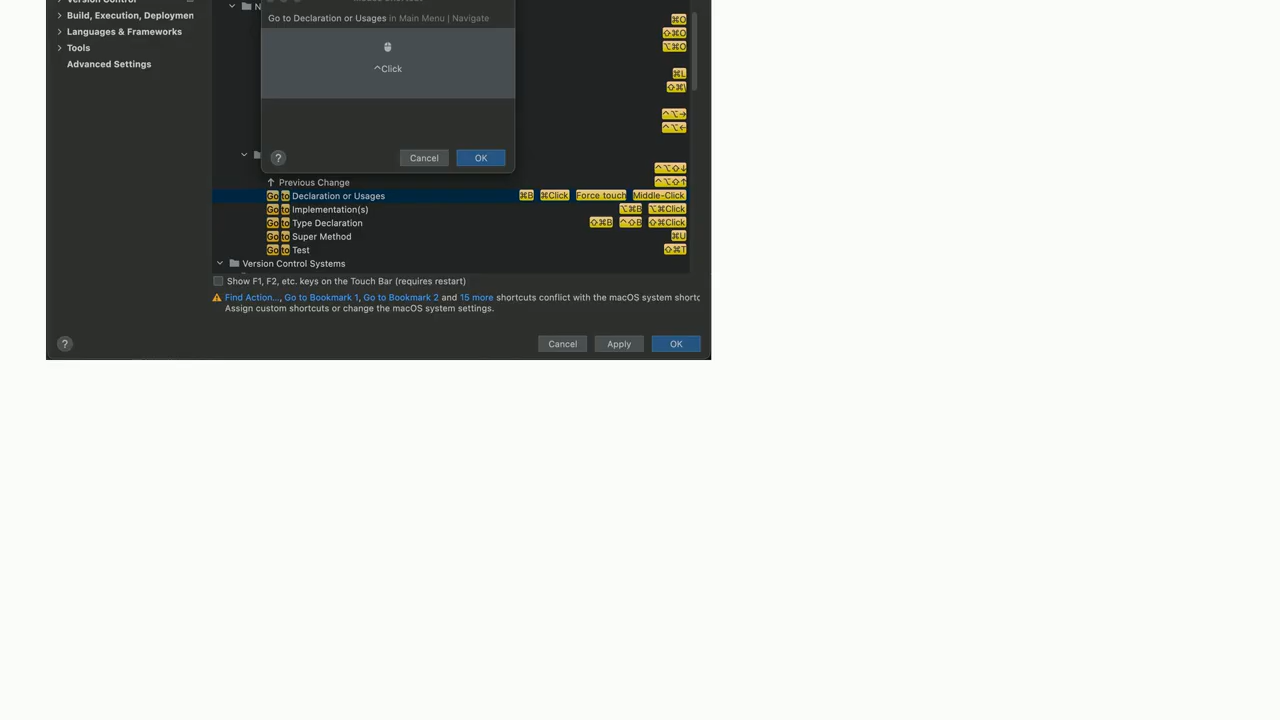 Build, Execution, Deploymen
Languages & Frameworks
Tools
Advanced Settings
Go to Declaration or Usages in Main Menu | Navigate
^Click
? Cancel OK
⌘O
⇧⌘O
⌥⌘O
⌘L
⇧⌘\
^⌥→
^⌥←
^⌥⇧↓
↑ Previous Change ^⌥⇧↑
Go to Declaration or Usages ⌘B ⌘Click Force touch Middle-Click
Go to Implementation(s) ⌥⌘B ⌥⌘Click
Go to Type Declaration ⇧⌘B ^⇧B ⇧⌘Click
Go to Super Method ⌘U
Go to Test ⇧⌘T
Version Control Systems
Show F1, F2, etc. keys on the Touch Bar (requires restart)
Find Action..., Go to Bookmark 1, Go to Bookmark 2 and 15 more shortcuts conflict with the macOS system shortc
Assign custom shortcuts or change the macOS system settings.
? Cancel Apply OK